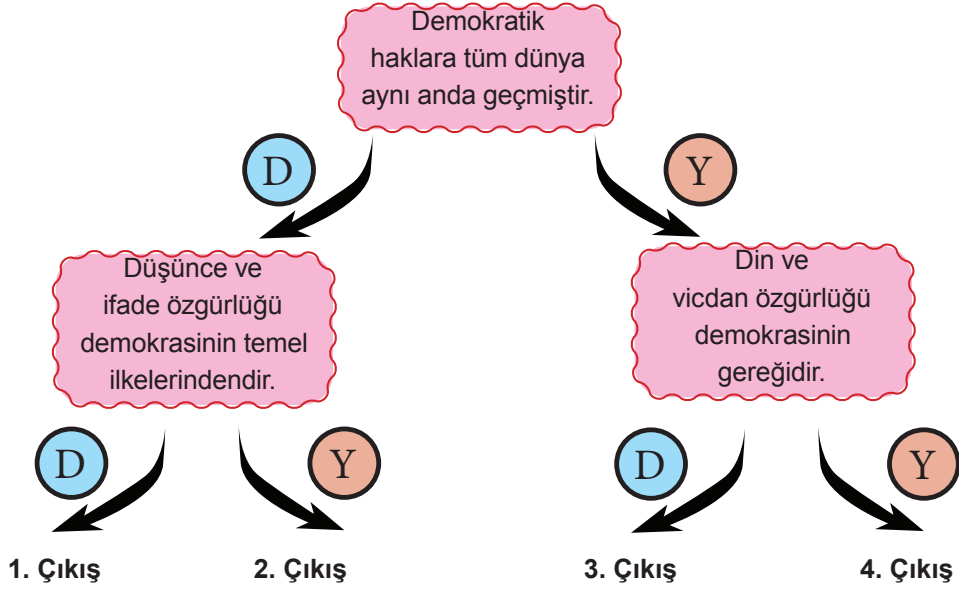 Demokratik
haklara tüm dünya
aynı anda geçmiştir.
D
Y
Düşünce ve
ifade özgürlüğü
demokrasinin temel
ilkelerindendir.
Din ve
vicdan özgürlüğü
demokrasinin
gereğidir.
D
Y
D
Y
1. Çıkış
2. Çıkış
3. Çıkış
4. Çıkış